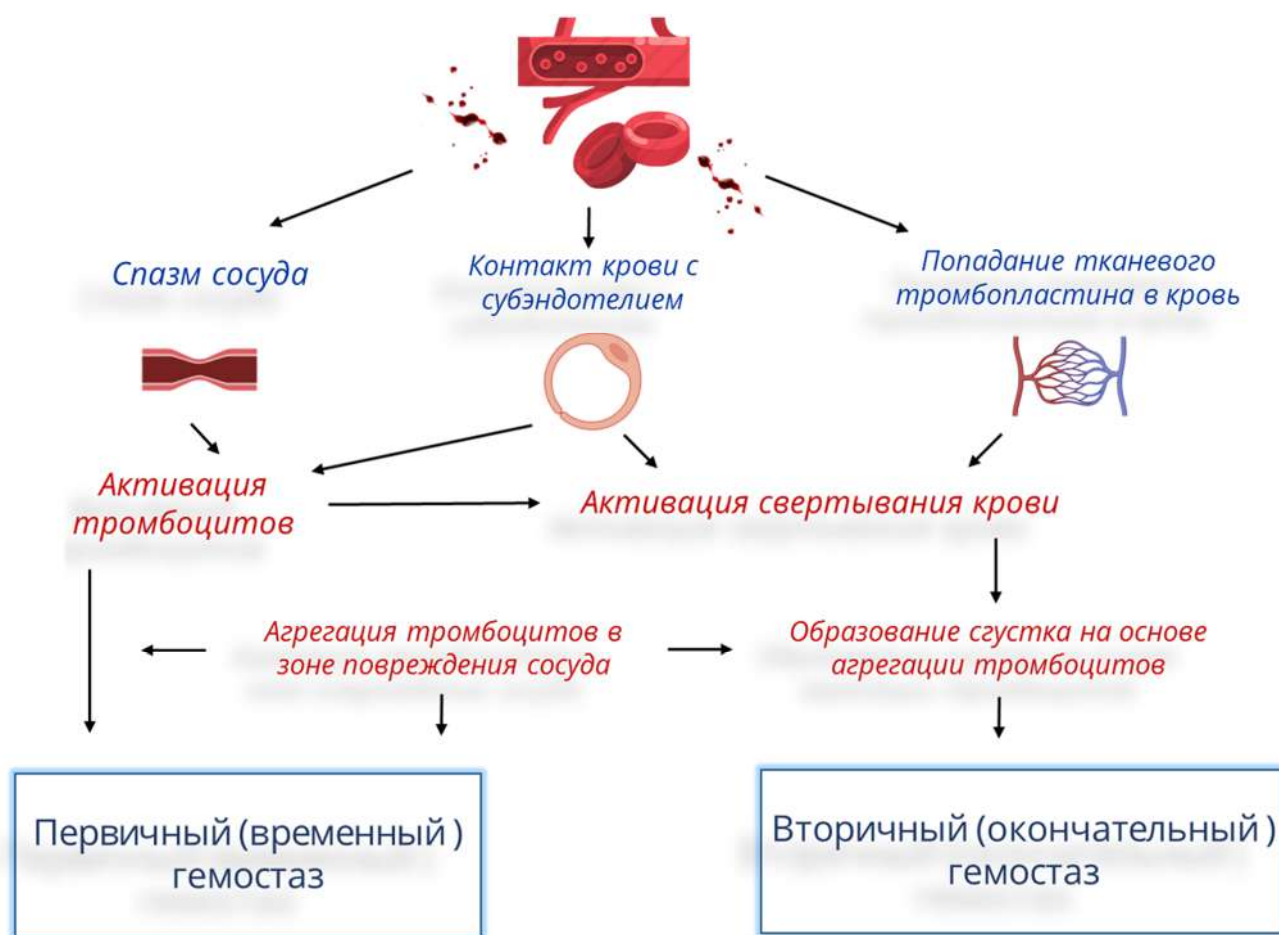 Спазм сосуда
Контакт крови с
субэндотелием
Попадание тканевого
тромбопластина в кровь
Активация
тромбоцитов
Активация свертывания крови
Агрегация тромбоцитов в
зоне повреждения сосуда
Образование сгустка на основе
агрегации тромбоцитов
Первичный (временный )
гемостаз
Вторичный (окончательный )
гемостаз